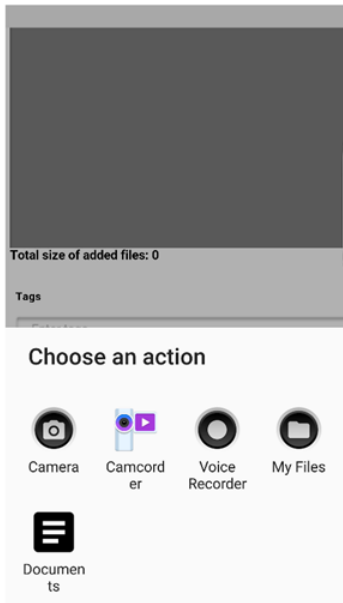 Total size of added files: 0
Tags
Choose an action
Camera
Camcord
er
Voice
Recorder
My Files
Documen
ts